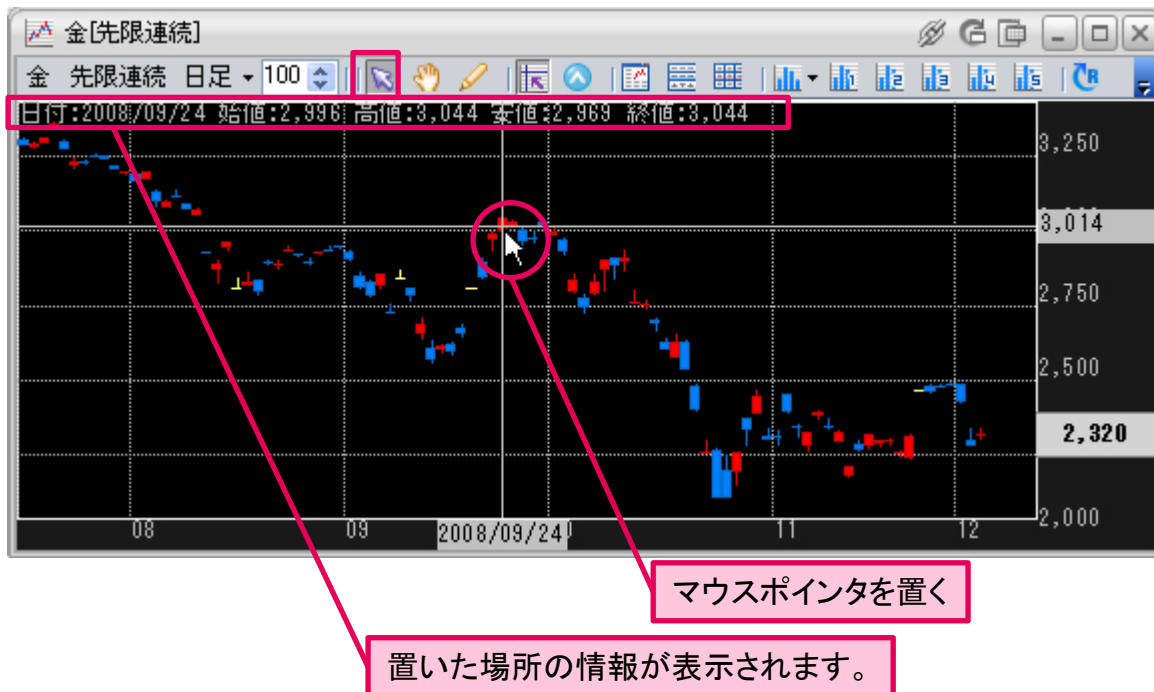 金[先限連続]
金 先限連続 日足 100
日付:2008/09/24 始値:2,996 高値:3,044 安値:2,969 終値:3,044
3,250
3,014
2,750
2,500
2,320
2,000
08 09 2008/09/24 11 12
マウスポインタを置く
置いた場所の情報が表示されます。